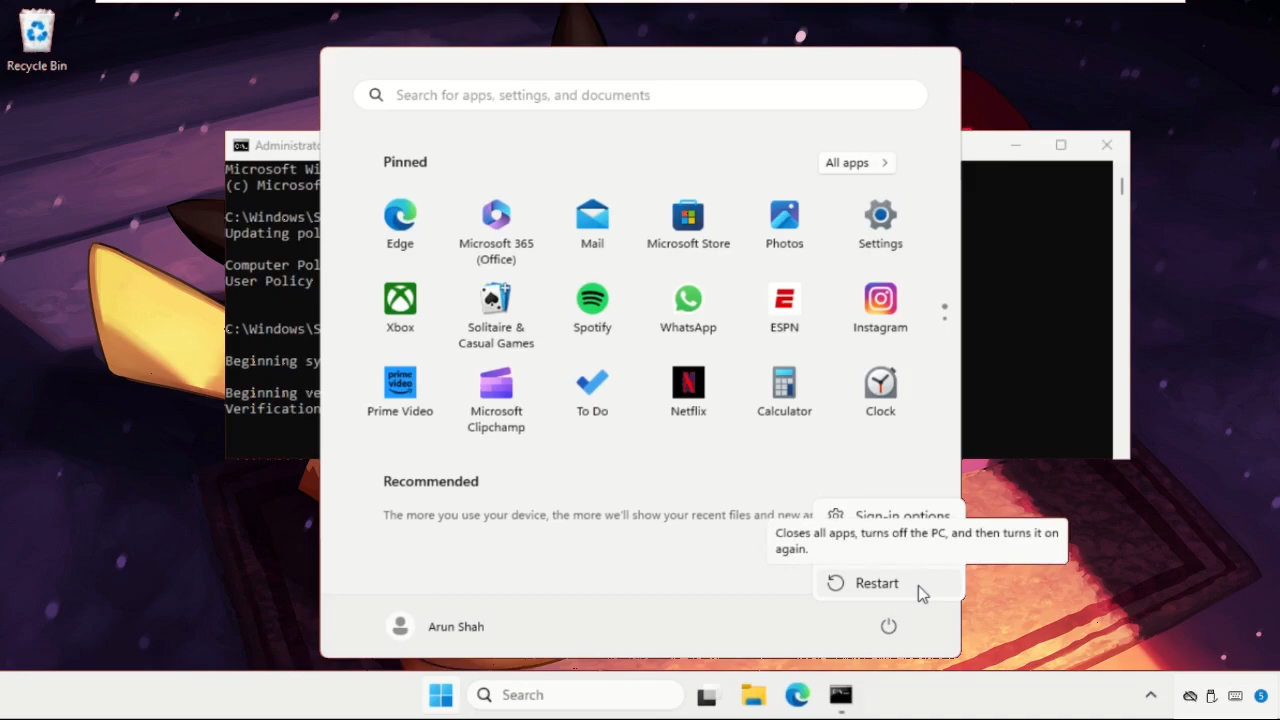 Recycle Bin
Search for apps, settings, and documents
Administrato
Microsoft Wi
(c) Microsof
C:\Windows\S
Updating pol
Computer Pol
User Policy
C:\Windows\S
Beginning sy
Beginning ve
Verification
Pinned
All apps
Edge
Microsoft 365
(Office)
Mail
Microsoft Store
Photos
Settings
Xbox
Solitaire &
Casual Games
Spotify
WhatsApp
ESPN
Instagram
prime
video
Prime Video
Microsoft
Clipchamp
To Do
Netflix
Calculator
Clock
Recommended
The more you use your device, the more we'll show your recent files and new ap
Sign-in options
Closes all apps, turns off the PC, and then turns it on
again.
Restart
Arun Shah
Search
5